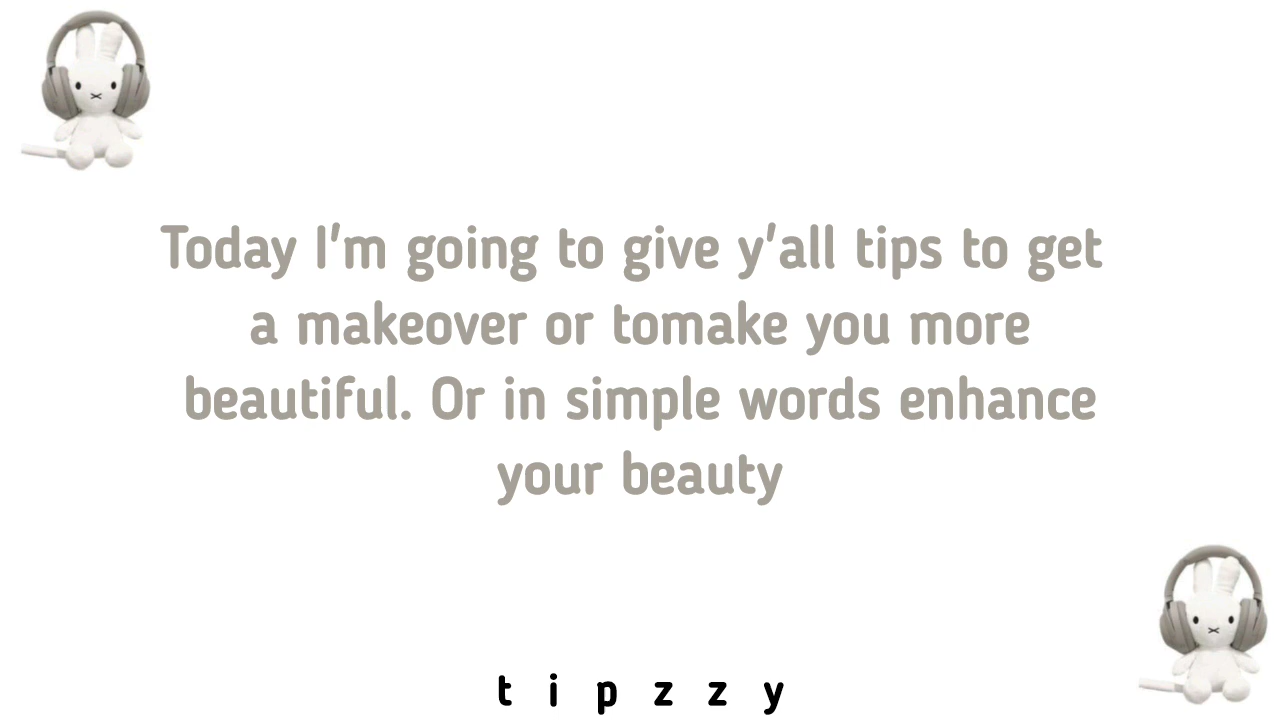 Today I'm going to give y'all tips to get
a makeover or tomake you more
beautiful. Or in simple words enhance
your beauty
t i p z z y